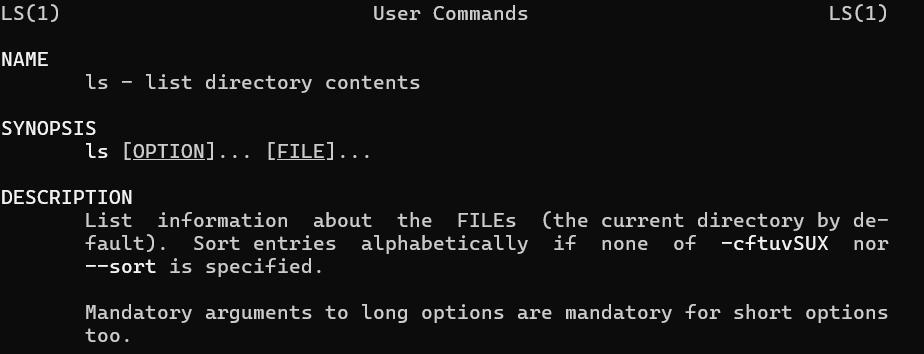 LS(1) User Commands LS(1)
NAME
ls - list directory contents
SYNOPSIS
ls [OPTION]... [FILE]...
DESCRIPTION
List information about the FILEs (the current directory by de-
fault). Sort entries alphabetically if none of -cftuvSUX nor
--sort is specified.
Mandatory arguments to long options are mandatory for short options
too.